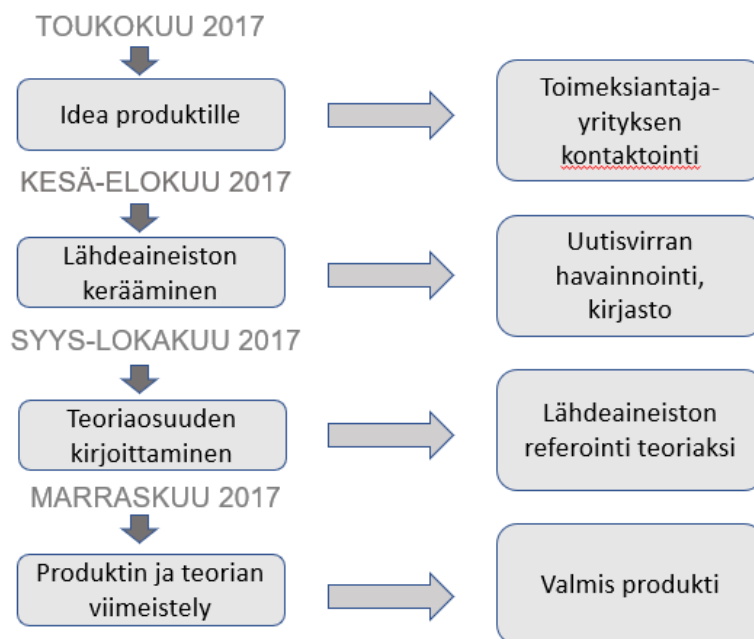 TOUKOKUU 2017
Idea produktille
Toimeksiantaja-
yrityksen
kontaktointi
KESÄ-ELOKUU 2017
Lähdeaineiston
kerääminen
Uutisvirran
havainnointi,
kirjasto
SYYS-LOKAKUU 2017
Teoriaosuuden
kirjoittaminen
Lähdeaineiston
referointi teoriaksi
MARRASKUU 2017
Produktin ja teorian
viimeistely
Valmis produkti